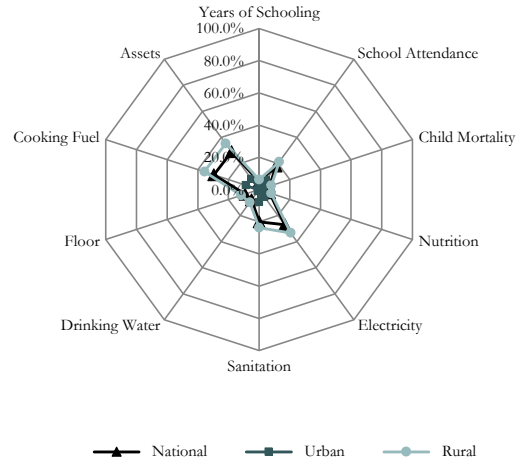 Years of Schooling
100.0%
Assets
School Attendance
80.0%
60.0%
40.0%
Cooking Fuel
Child Mortality
20.0%
0.0%
Floor
Nutrition
Drinking Water
Electricity
Sanitation
National Urban Rural